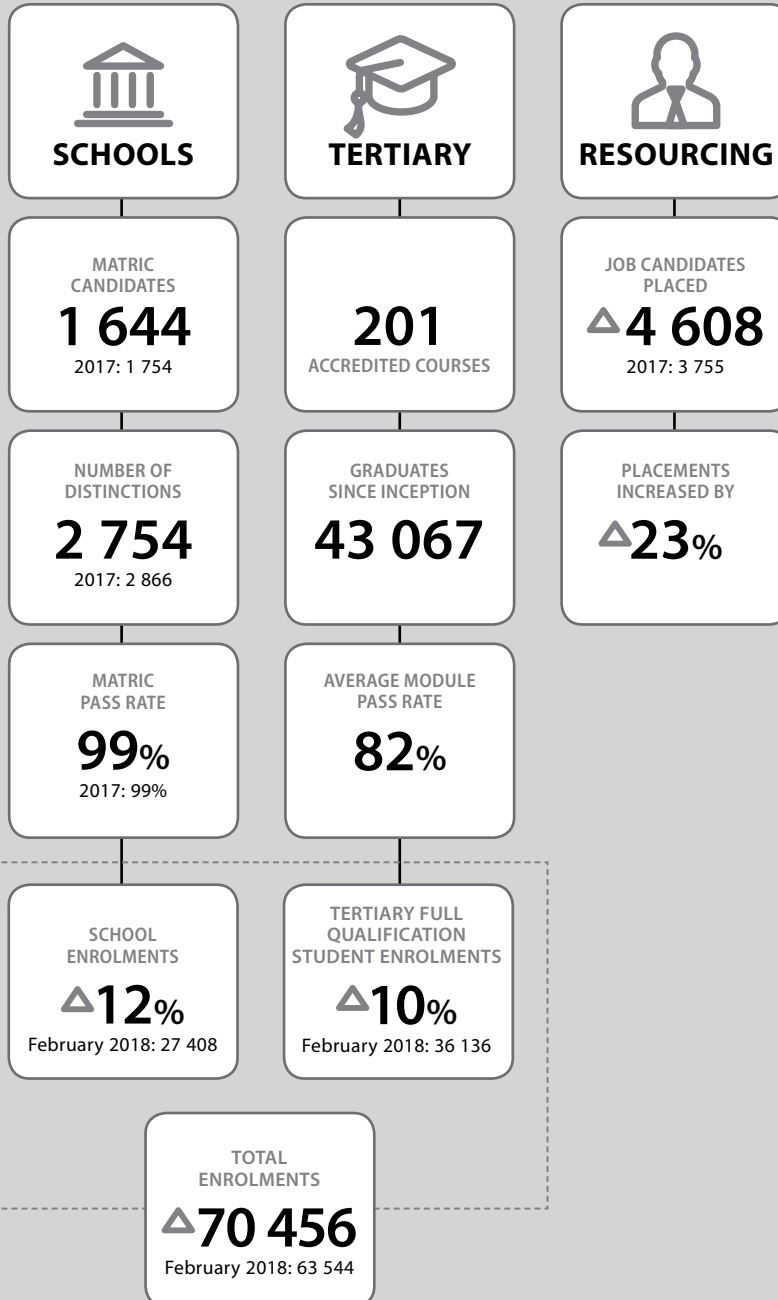 SCHOOLS
MATRIC
CANDIDATES
1 644
2017: 1 754
NUMBER OF
DISTINCTIONS
2 754
2017: 2 866
MATRIC
PASS RATE
99%
2017: 99%
SCHOOL
ENROLMENTS
12%
February 2018: 27 408
TERTIARY
201
ACCREDITED COURSES
GRADUATES
SINCE INCEPTION
43 067
AVERAGE MODULE
PASS RATE
82%
TERTIARY FULL
QUALIFICATION
STUDENT ENROLMENTS
10%
February 2018: 36 136
RESOURCING
JOB CANDIDATES
PLACED
4 608
2017: 3 755
PLACEMENTS
INCREASED BY
23%
TOTAL
ENROLMENTS
70 456
February 2018: 63 544